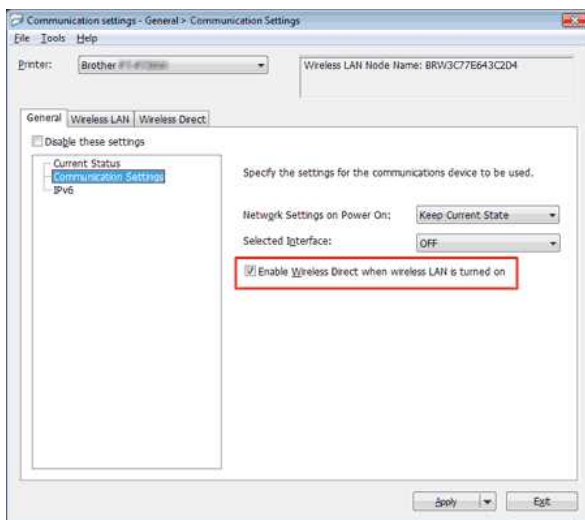 Communication settings - General > Communication Settings
File Tools Help
Printer: Brother
Wireless LAN Node Name: BRW3C77E643C2D4
General Wireless LAN Wireless Direct
Disable these settings
Current Status
Communication Settings
IPv6
Specify the settings for the communications device to be used.
Network Settings on Power On: Keep Current State
Selected Interface: OFF
Enable Wireless Direct when wireless LAN is turned on
Apply Exit